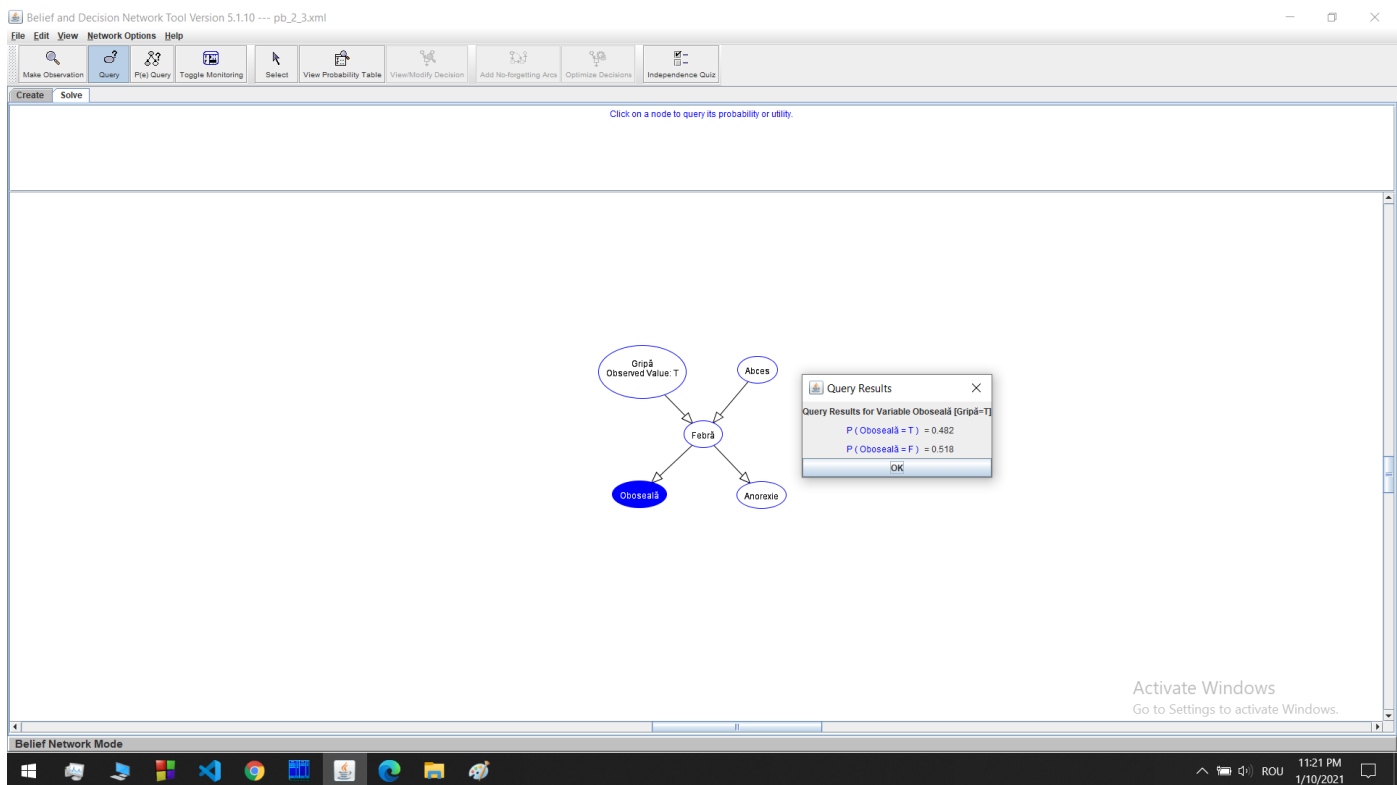 Belief and Decision Network Tool Version 5.1.10 --- pb_2_3.xml
File Edit View Network Options Help
Make Observation Query P(e) Query Toggle Monitoring Select View Probability Table View/Modify Decision Add No-forgetting Arcs Optimize Decisions Independence Quiz
Create Solve
Click on a node to query its probability or utility.
Gripă
Observed Value: T
Abces
Febră
Oboseală
Anorexie
Query Results
Query Results for Variable Oboseală [Gripă=T]
P ( Oboseală = T ) = 0.482
P ( Oboseală = F ) = 0.518
OK
Activate Windows
Go to Settings to activate Windows.
Belief Network Mode
ROU
11:21 PM
1/10/2021